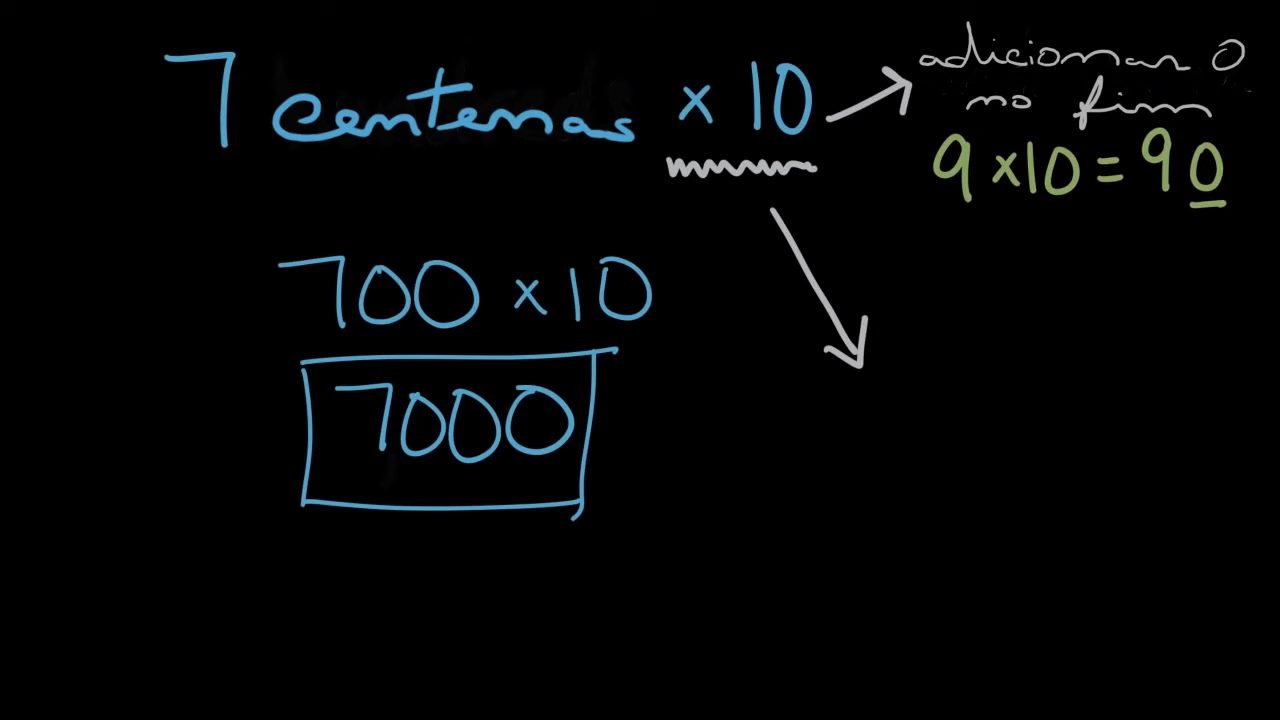 7 centenas × 10
adicionar 0
no fim
9 × 10 = 90
700 × 10
7000